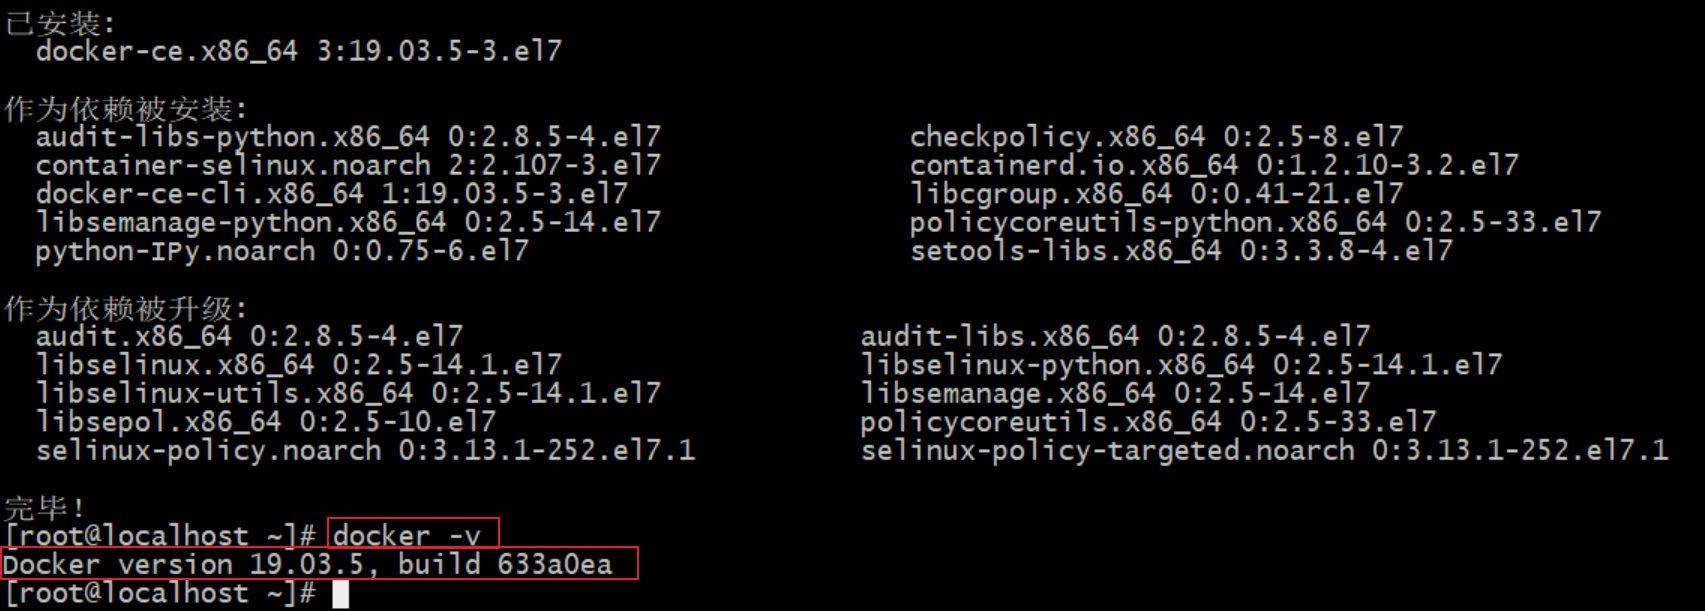 已安装:
docker-ce.x86_64 3:19.03.5-3.el7
作为依赖被安装:
audit-libs-python.x86_64 0:2.8.5-4.el7 checkpolicy.x86_64 0:2.5-8.el7
container-selinux.noarch 2:2.107-3.el7 containerd.io.x86_64 0:1.2.10-3.2.el7
docker-ce-cli.x86_64 1:19.03.5-3.el7 libcgroup.x86_64 0:0.41-21.el7
libsemanage-python.x86_64 0:2.5-14.el7 policycoreutils-python.x86_64 0:2.5-33.el7
python-IPy.noarch 0:0.75-6.el7 setools-libs.x86_64 0:3.3.8-4.el7
作为依赖被升级:
audit.x86_64 0:2.8.5-4.el7 audit-libs.x86_64 0:2.8.5-4.el7
libselinux.x86_64 0:2.5-14.1.el7 libselinux-python.x86_64 0:2.5-14.1.el7
libselinux-utils.x86_64 0:2.5-14.1.el7 libsemanage.x86_64 0:2.5-14.el7
libsepol.x86_64 0:2.5-10.el7 policycoreutils.x86_64 0:2.5-33.el7
selinux-policy.noarch 0:3.13.1-252.el7.1 selinux-policy-targeted.noarch 0:3.13.1-252.el7.1
完毕!
[root@localhost ~]# docker -v
Docker version 19.03.5, build 633a0ea
[root@localhost ~]#